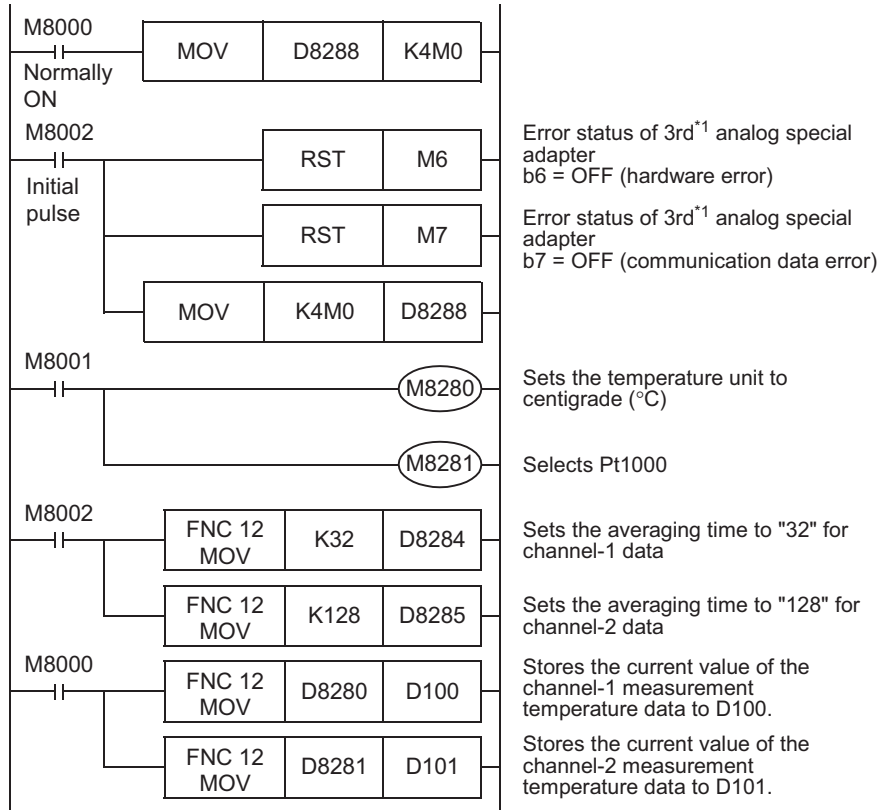 M8000
MOV D8288 K4M0
Normally
ON
M8002
RST M6
Initial
pulse
Error status of 3rd*1 analog special
adapter
b6 = OFF (hardware error)
RST M7
Error status of 3rd*1 analog special
adapter
b7 = OFF (communication data error)
MOV K4M0 D8288
M8001
M8280
Sets the temperature unit to
centigrade (°C)
M8281
Selects Pt1000
M8002
FNC 12
MOV
K32 D8284
Sets the averaging time to "32" for
channel-1 data
FNC 12
MOV
K128 D8285
Sets the averaging time to "128" for
channel-2 data
M8000
FNC 12
MOV
D8280 D100
Stores the current value of the
channel-1 measurement
temperature data to D100.
FNC 12
MOV
D8281 D101
Stores the current value of the
channel-2 measurement
temperature data to D101.